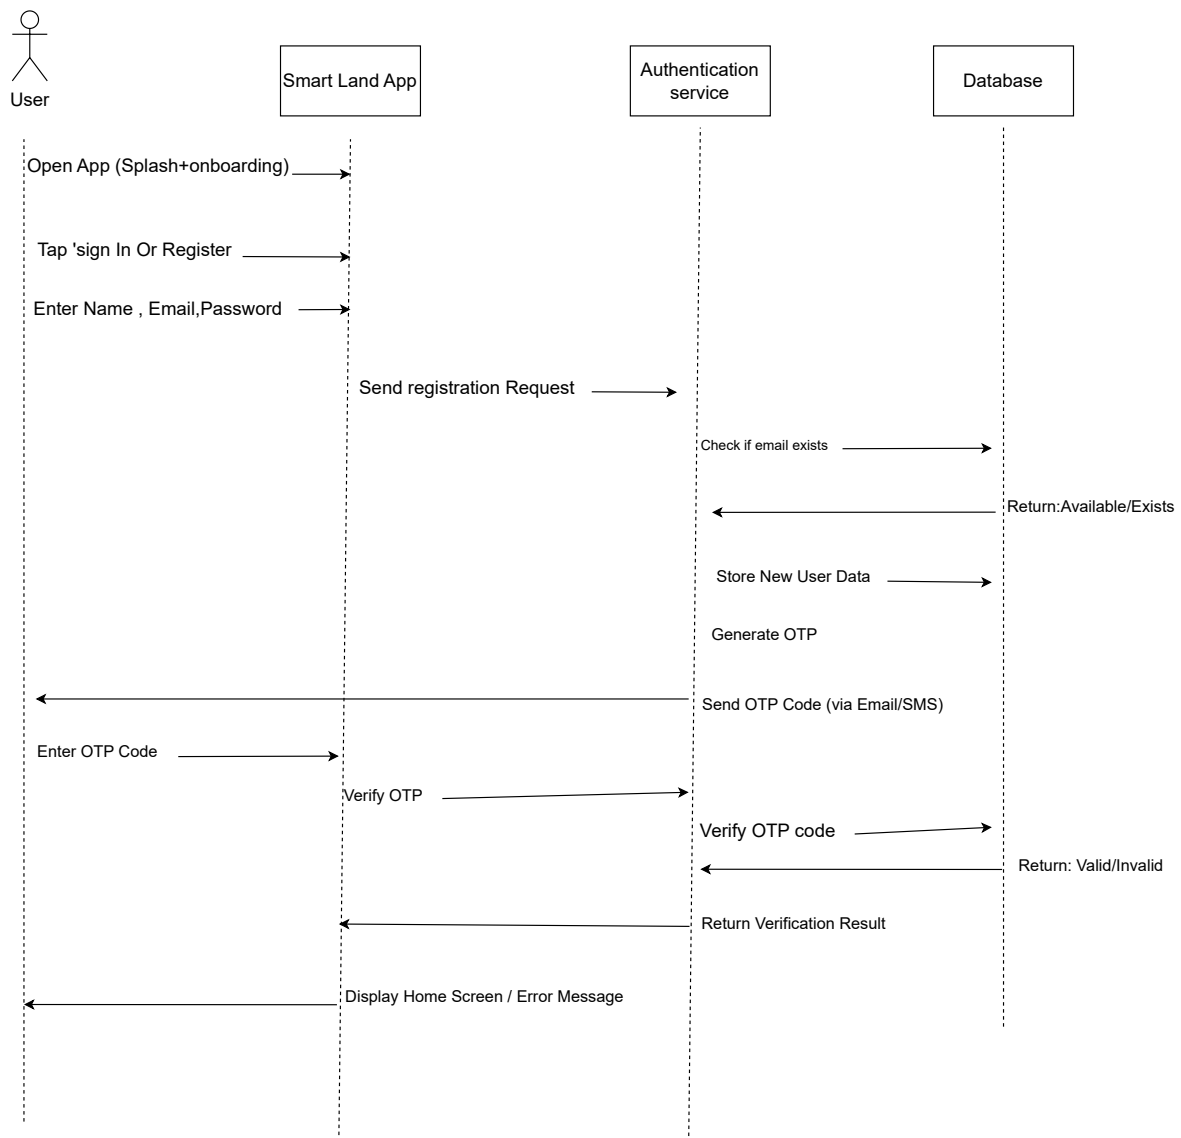 User
Smart Land App
Authentication
service
Database
Open App (Splash+onboarding)
Tap 'sign In Or Register
Enter Name , Email,Password
Send registration Request
Check if email exists
Return:Available/Exists
Store New User Data
Generate OTP
Send OTP Code (via Email/SMS)
Enter OTP Code
Verify OTP
Verify OTP code
Return: Valid/Invalid
Return Verification Result
Display Home Screen / Error Message